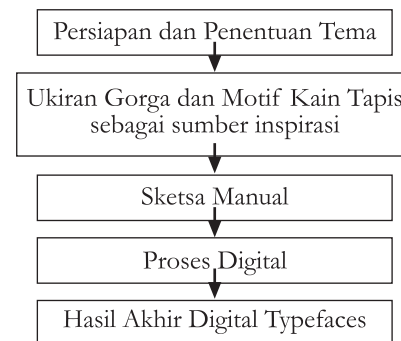 Persiapan dan Penentuan Tema
Ukiran Gorga dan Motif Kain Tapis
sebagai sumber inspirasi
Sketsa Manual
Proses Digital
Hasil Akhir Digital Typefaces